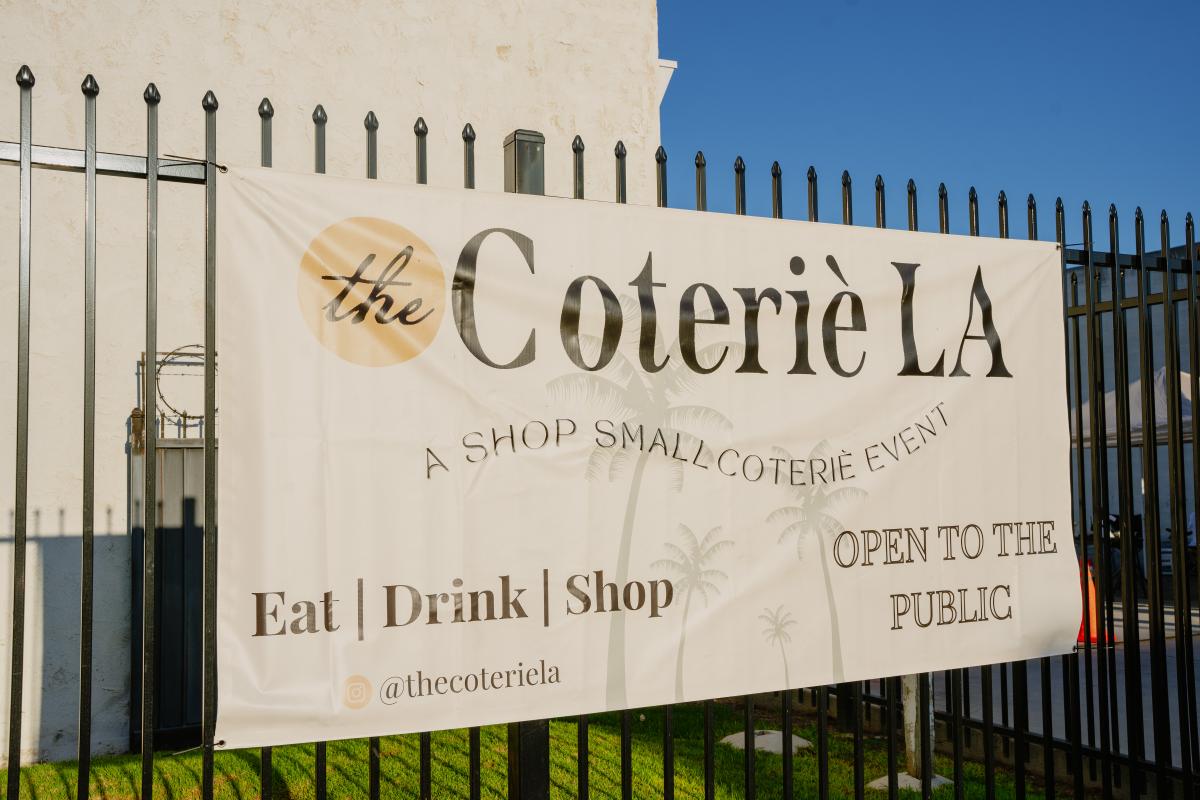 the Coteriè LA
A SHOP SMALL COTERIÈ EVENT
OPEN TO THE
PUBLIC
Eat | Drink | Shop
@thecoteriela